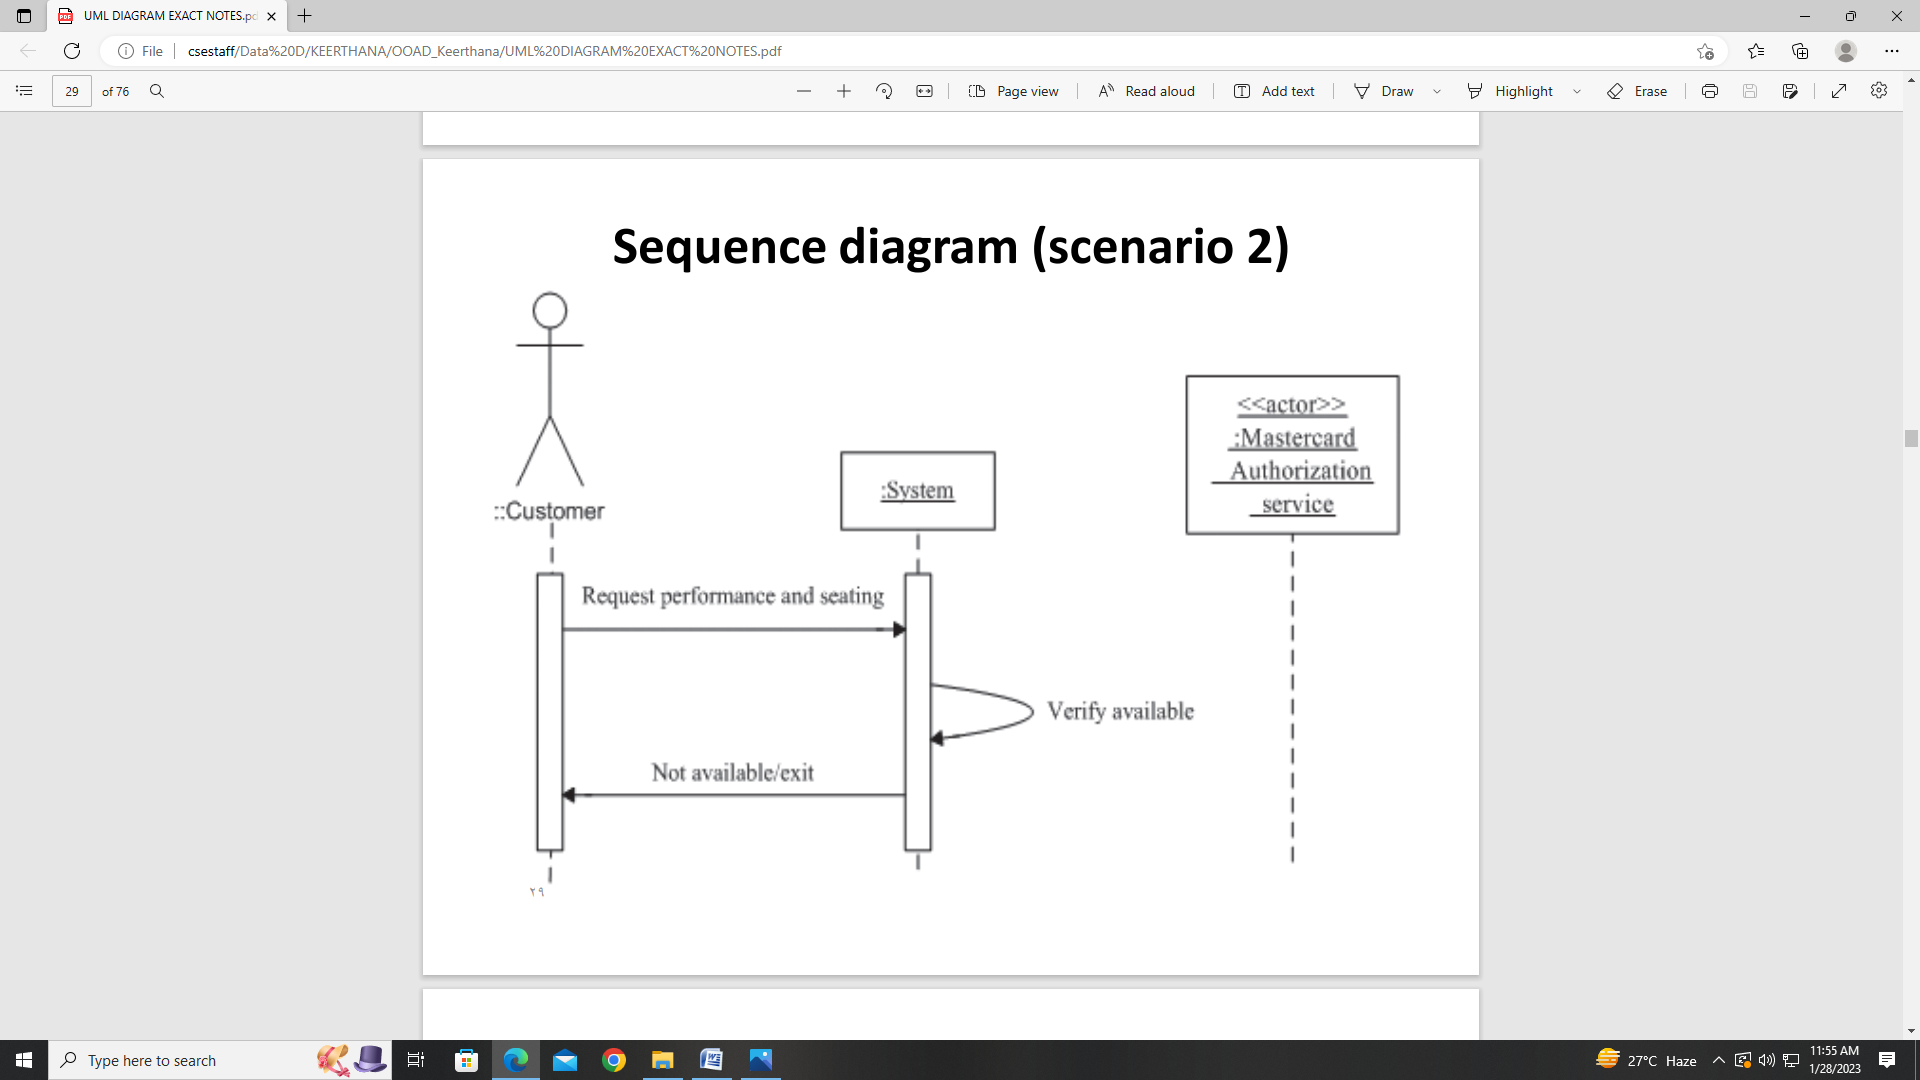 UML DIAGRAM EXACT NOTES.pd
File
csestaff/Data%20D/KEERTHANA/OOAD_Keerthana/UML%20DIAGRAM%20EXACT%20NOTES.pdf
29 of 76
Page view
Read aloud
Add text
Draw
Highlight
Erase
Sequence diagram (scenario 2)
<<actor>>
:Mastercard
Authorization
service
:System
::Customer
Request performance and seating
Verify available
Not available/exit
٢٩
Type here to search
27°C Haze
11:55 AM
1/28/2023